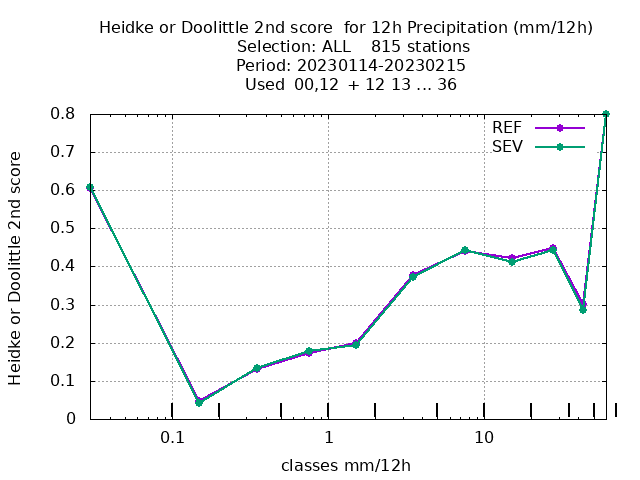 Heidke or Doolittle 2nd score  for 12h Precipitation (mm/12h)
Selection: ALL    815 stations
Period: 20230114-20230215
Used  00,12  + 12 13 ... 36
REF
SEV
0.8
0.7
0.6
0.5
0.4
0.3
0.2
0.1
0
Heidke or Doolittle 2nd score
0.1 1 10
classes mm/12h